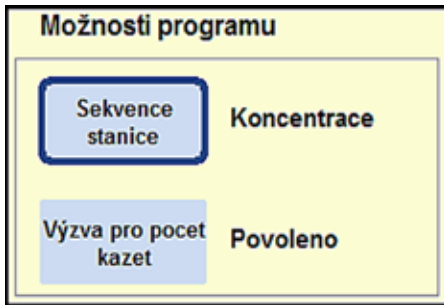 Možnosti programu
Sekvence
stanice
Koncentrace
Výzva pro pocet
kazet
Povoleno